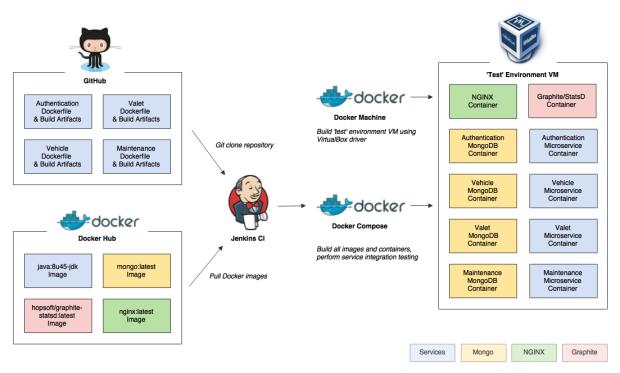 GitHub
Authentication
Dockerfile
& Build Artifacts
Valet
Dockerfile
& Build Artifacts
Vehicle
Dockerfile
& Build Artifacts
Maintenance
Dockerfile
& Build Artifacts
docker
Docker Hub
java:8u45-jdk
Image
mongo:latest
Image
hopsoft/graphite-
statsd:latest
Image
nginx:latest
Image
Git clone repository
Jenkins CI
Pull Docker images
docker
Docker Machine
Build 'test' environment VM using
VirtualBox driver
docker
Docker Compose
Build all images and containers,
perform service integration testing
'Test' Environment VM
NGINX
Container
Graphite/StatsD
Container
Authentication
MongoDB
Container
Authentication
Microservice
Container
Vehicle
MongoDB
Container
Vehicle
Microservice
Container
Valet
MongoDB
Container
Valet
Microservice
Container
Maintenance
MongoDB
Container
Maintenance
Microservice
Container
Services
Mongo
NGINX
Graphite